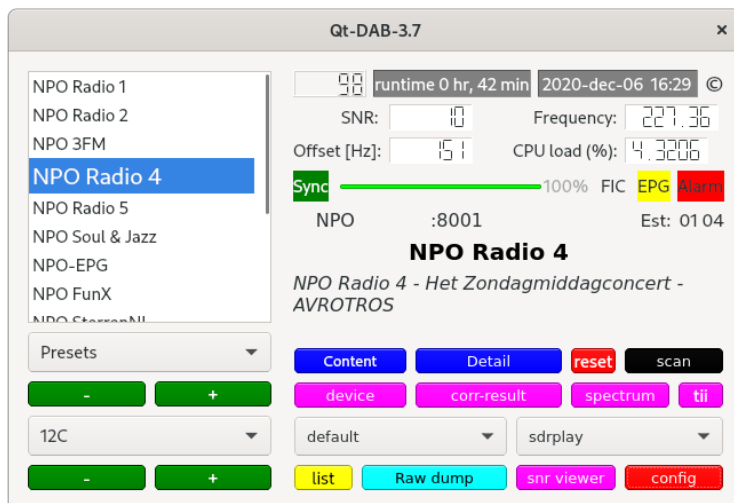 Qt-DAB-3.7
×
NPO Radio 1
NPO Radio 2
NPO 3FM
NPO Radio 4
NPO Radio 5
NPO Soul & Jazz
NPO-EPG
NPO FunX
NPO SterrenNL
Presets
- +
12C
- +
98 runtime 0 hr, 42 min 2020-dec-06 16:29 ©
SNR: 10 Frequency: 227.36
Offset [Hz]: 151 CPU load (%): 4.3206
Sync 100% FIC EPG Alarm
NPO :8001 Est: 01 04
NPO Radio 4
NPO Radio 4 - Het Zondagmiddagconcert -
AVROTROS
Content Detail reset scan
device corr-result spectrum tii
default sdrplay
list Raw dump snr viewer config